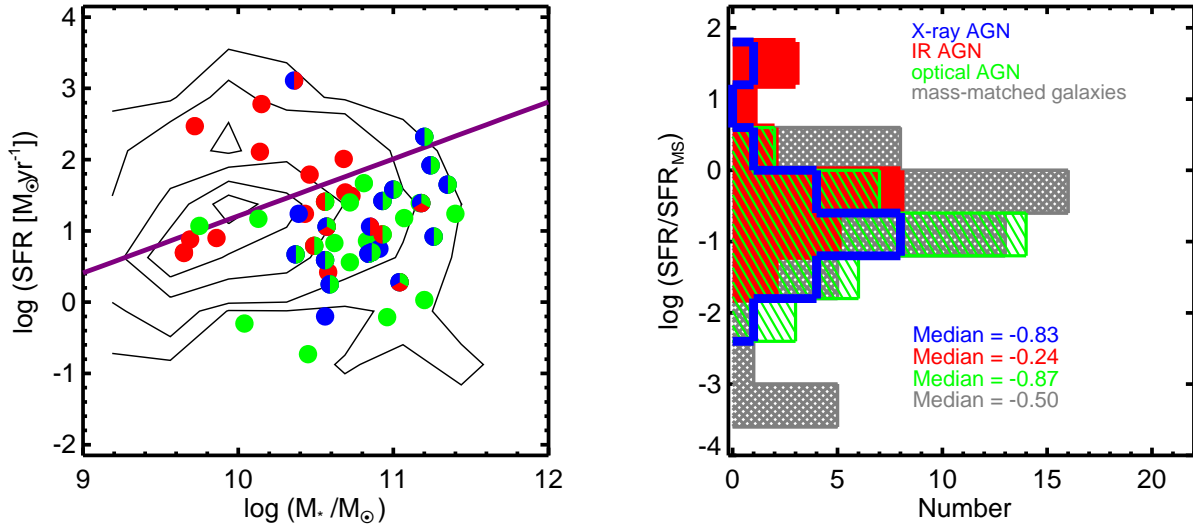 4
3
2
1
0
-1
-2
log (SFR [M☉yr⁻¹])
9
10
11
12
log (M⋆/M☉)
2
1
0
-1
-2
-3
-4
log (SFR/SFR_MS)
X-ray AGN
IR AGN
optical AGN
mass-matched galaxies
Median = -0.83
Median = -0.24
Median = -0.87
Median = -0.50
0
5
10
15
20
Number